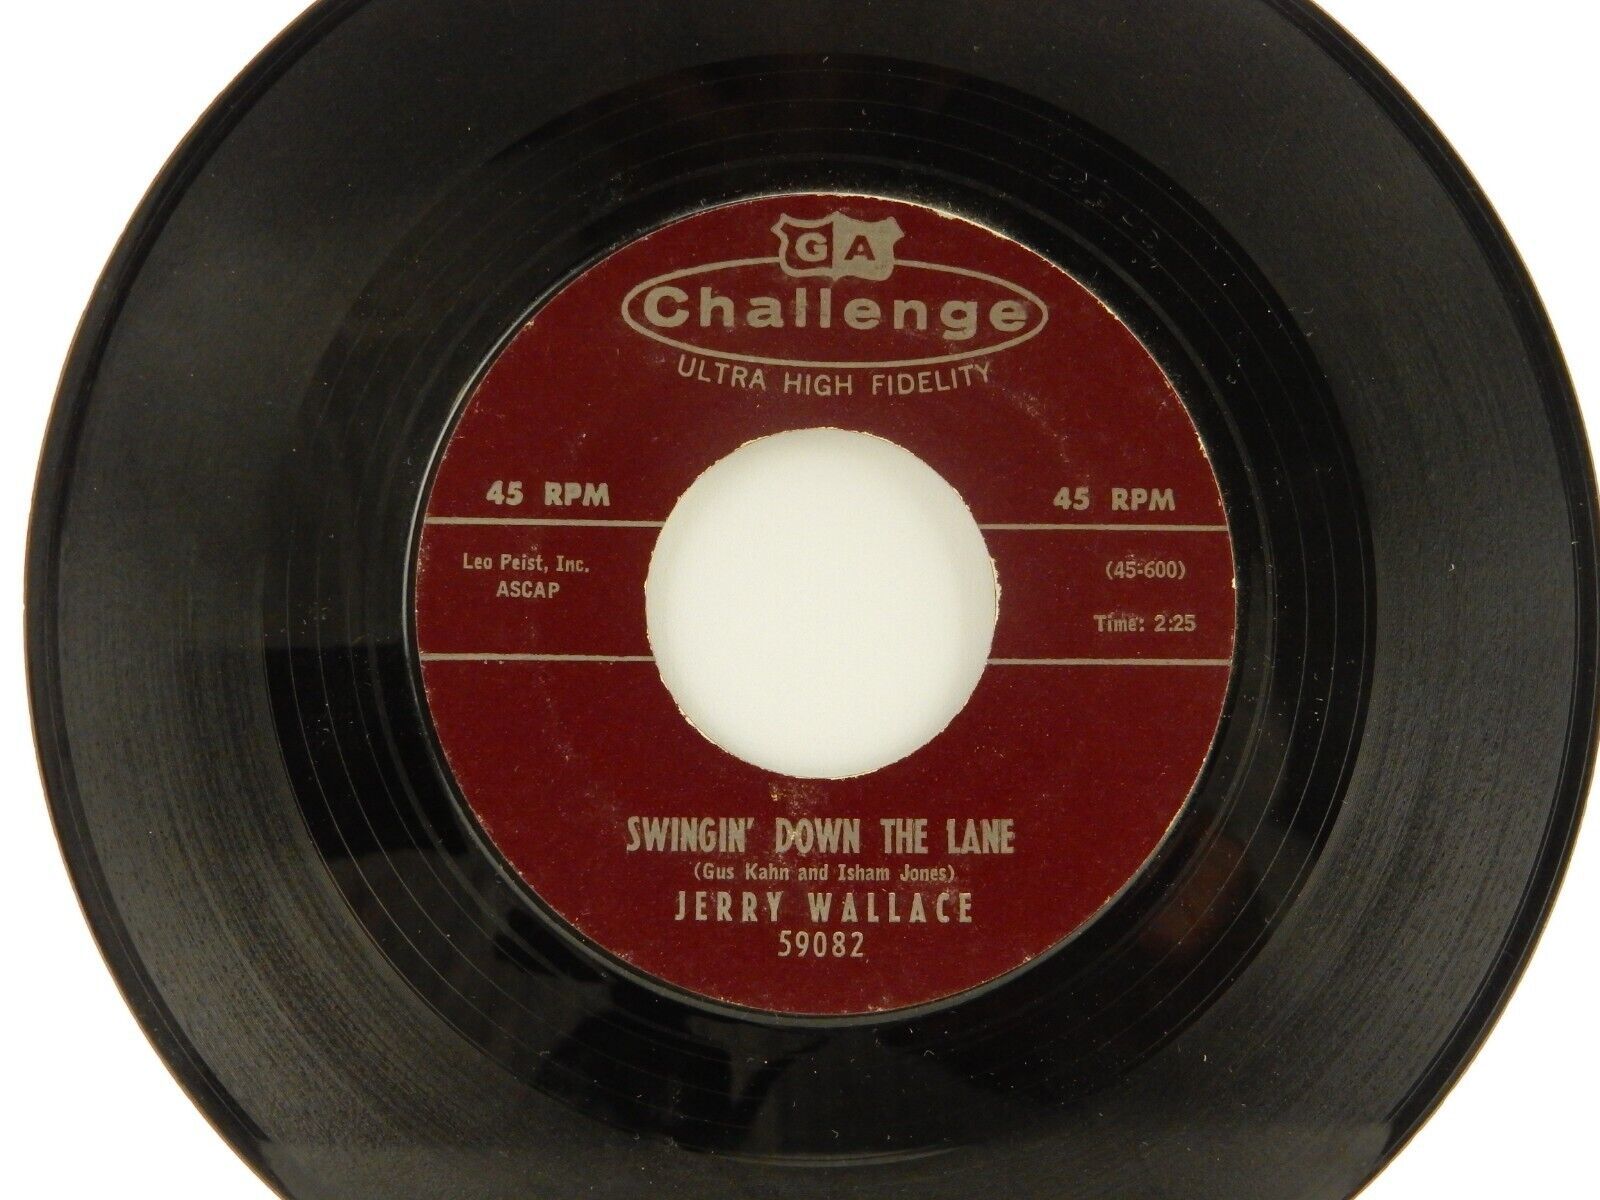 GA
Challenge
ULTRA HIGH FIDELITY
45 RPM
45 RPM
Leo Peist, Inc.
ASCAP
(45-600)
Time: 2:25
SWINGIN' DOWN THE LANE
(Gus Kahn and Isham Jones)
JERRY WALLACE
59082